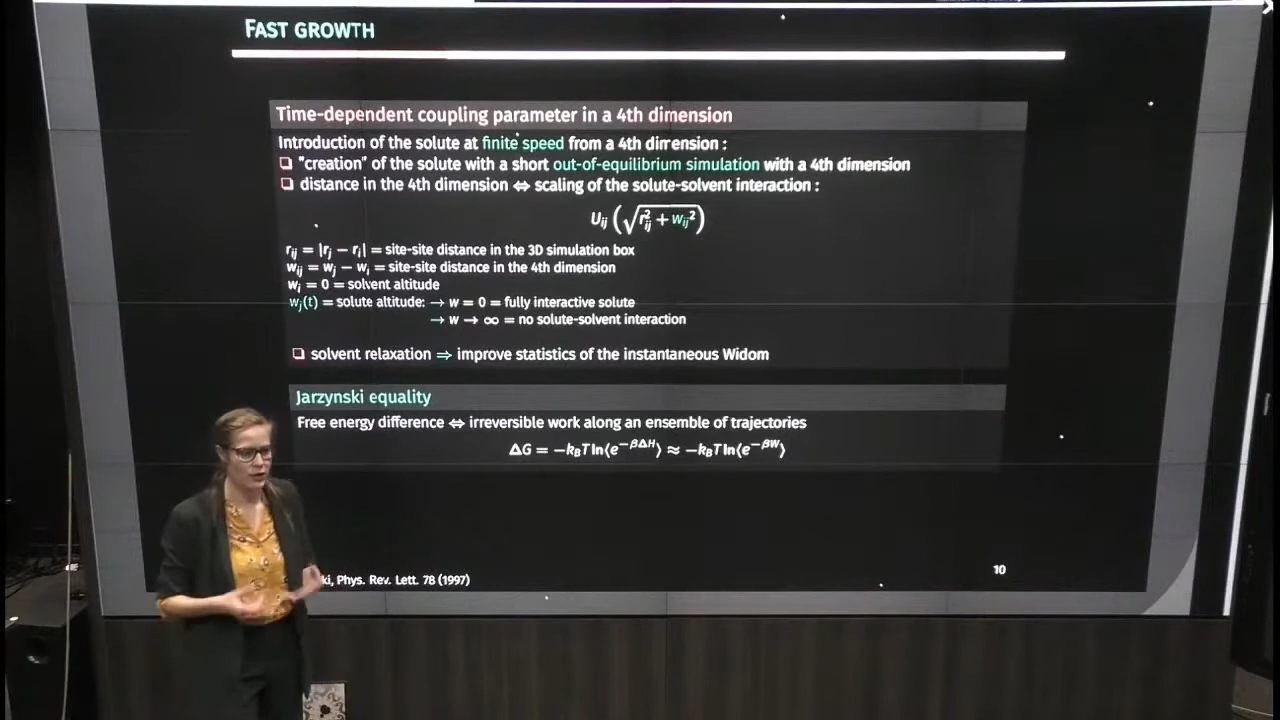 FAST GROWTH
Time-dependent coupling parameter in a 4th dimension
Introduction of the solute at finite speed from a 4th dimension :
❑ "creation" of the solute with a short out-of-equilibrium simulation with a 4th dimension
❑ distance in the 4th dimension ⇔ scaling of the solute-solvent interaction :
Uᵢⱼ (√(rᵢⱼ² + wᵢⱼ²))
rᵢⱼ = |rⱼ − rᵢ| = site-site distance in the 3D simulation box
wᵢⱼ = wⱼ − wᵢ = site-site distance in the 4th dimension
wᵢ = 0 = solvent altitude
wⱼ(t) = solute altitude: → w = 0 = fully interactive solute
→ w → ∞ = no solute-solvent interaction
❑ solvent relaxation ⇒ improve statistics of the instantaneous Widom
Jarzynski equality
Free energy difference ⇔ irreversible work along an ensemble of trajectories
ΔG = −k_BT ln⟨e^{−βΔH}⟩ ≈ −k_BT ln⟨e^{−βW}⟩
ki, Phys. Rev. Lett. 78 (1997)
10